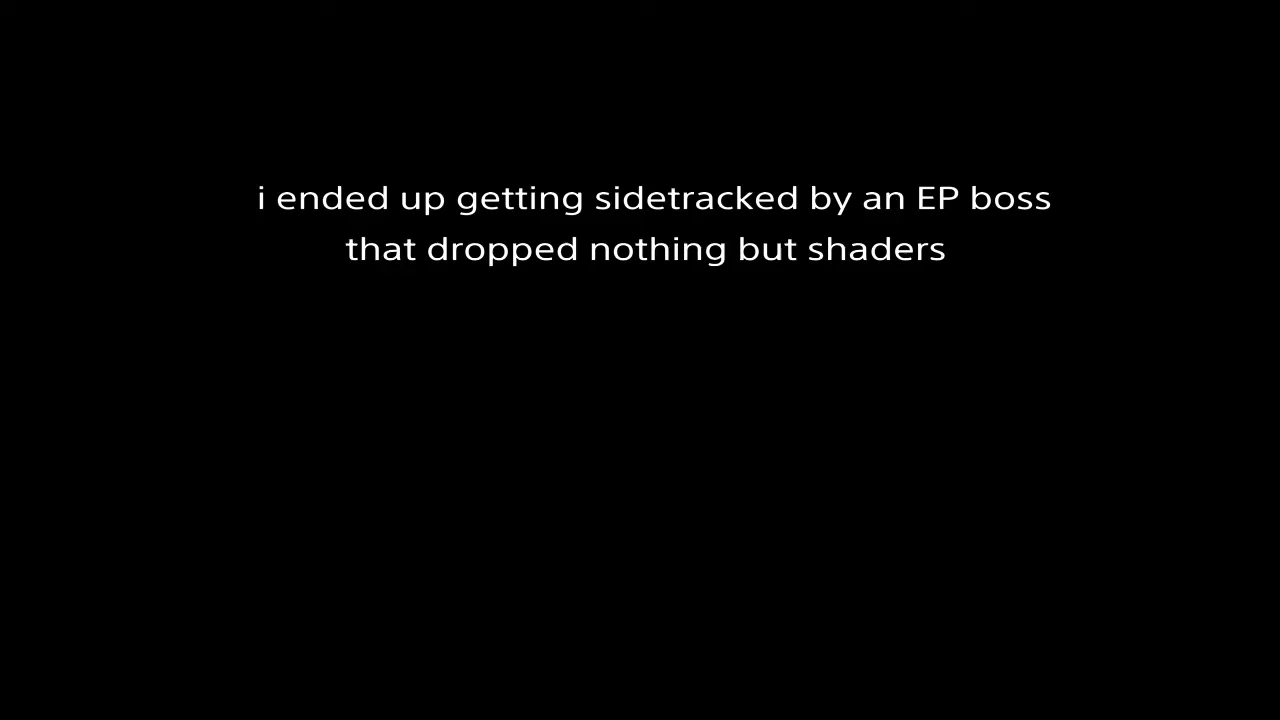 i ended up getting sidetracked by an EP boss
that dropped nothing but shaders